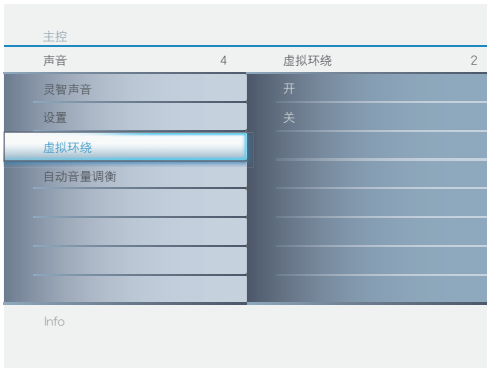 主控
声音 4 虚拟环绕 2
灵智声音 开
设置 关
虚拟环绕
自动音量调衡
Info